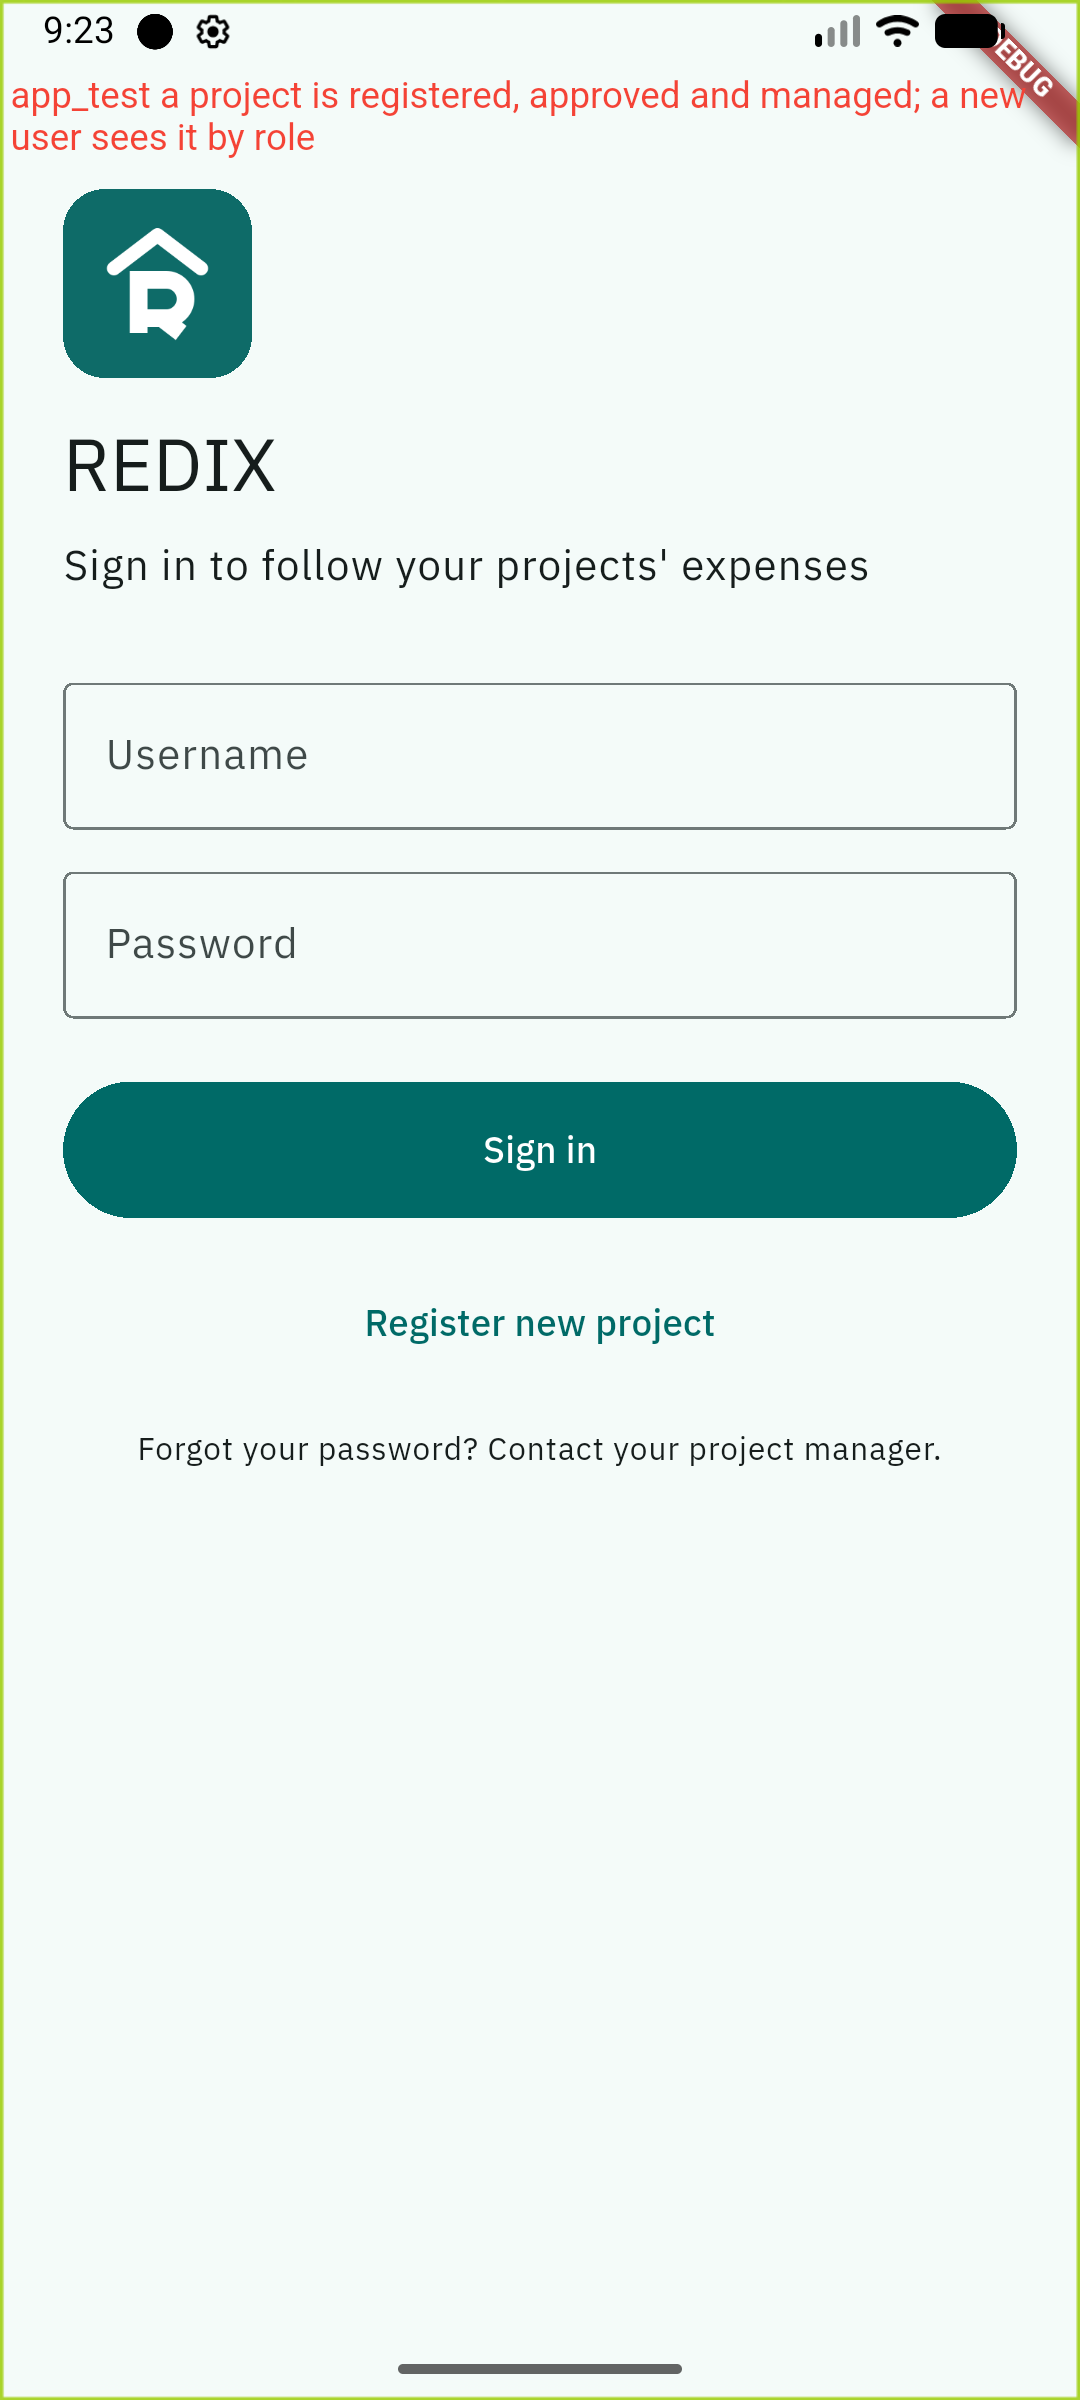 9:23
app_test a project is registered, approved and managed; a new
user sees it by role
R
REDIX
Sign in to follow your projects' expenses
Username
Password
Sign in
Register new project
Forgot your password? Contact your project manager.